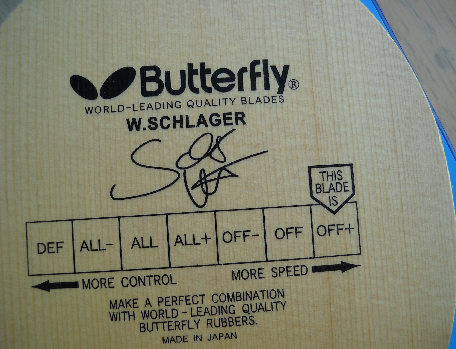 Butterfly®
WORLD-LEADING QUALITY BLADES
W.SCHLAGER
THIS
BLADE
IS
DEF ALL- ALL ALL+ OFF- OFF OFF+
MORE CONTROL MORE SPEED
MAKE A PERFECT COMBINATION
WITH WORLD-LEADING QUALITY
BUTTERFLY RUBBERS.
MADE IN JAPAN